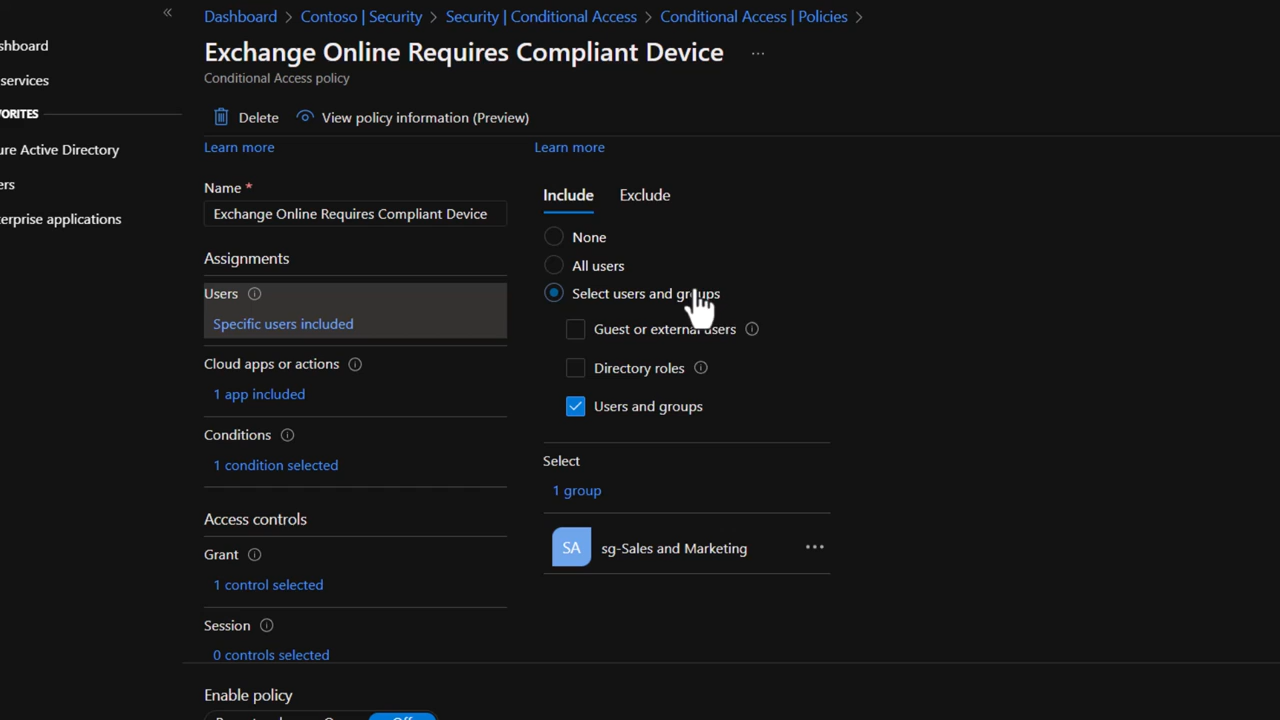 Dashboard > Contoso | Security > Security | Conditional Access > Conditional Access | Policies >
Exchange Online Requires Compliant Device ...
Conditional Access policy
Delete View policy information (Preview)
shboard
services
ORITES
ure Active Directory
ers
erprise applications
Learn more
Name *
Exchange Online Requires Compliant Device
Assignments
Users
Specific users included
Cloud apps or actions
1 app included
Conditions
1 condition selected
Access controls
Grant
1 control selected
Session
0 controls selected
Enable policy
Off
Learn more
Include Exclude
None
All users
Select users and groups
Guest or external users
Directory roles
Users and groups
Select
1 group
SA sg-Sales and Marketing ...